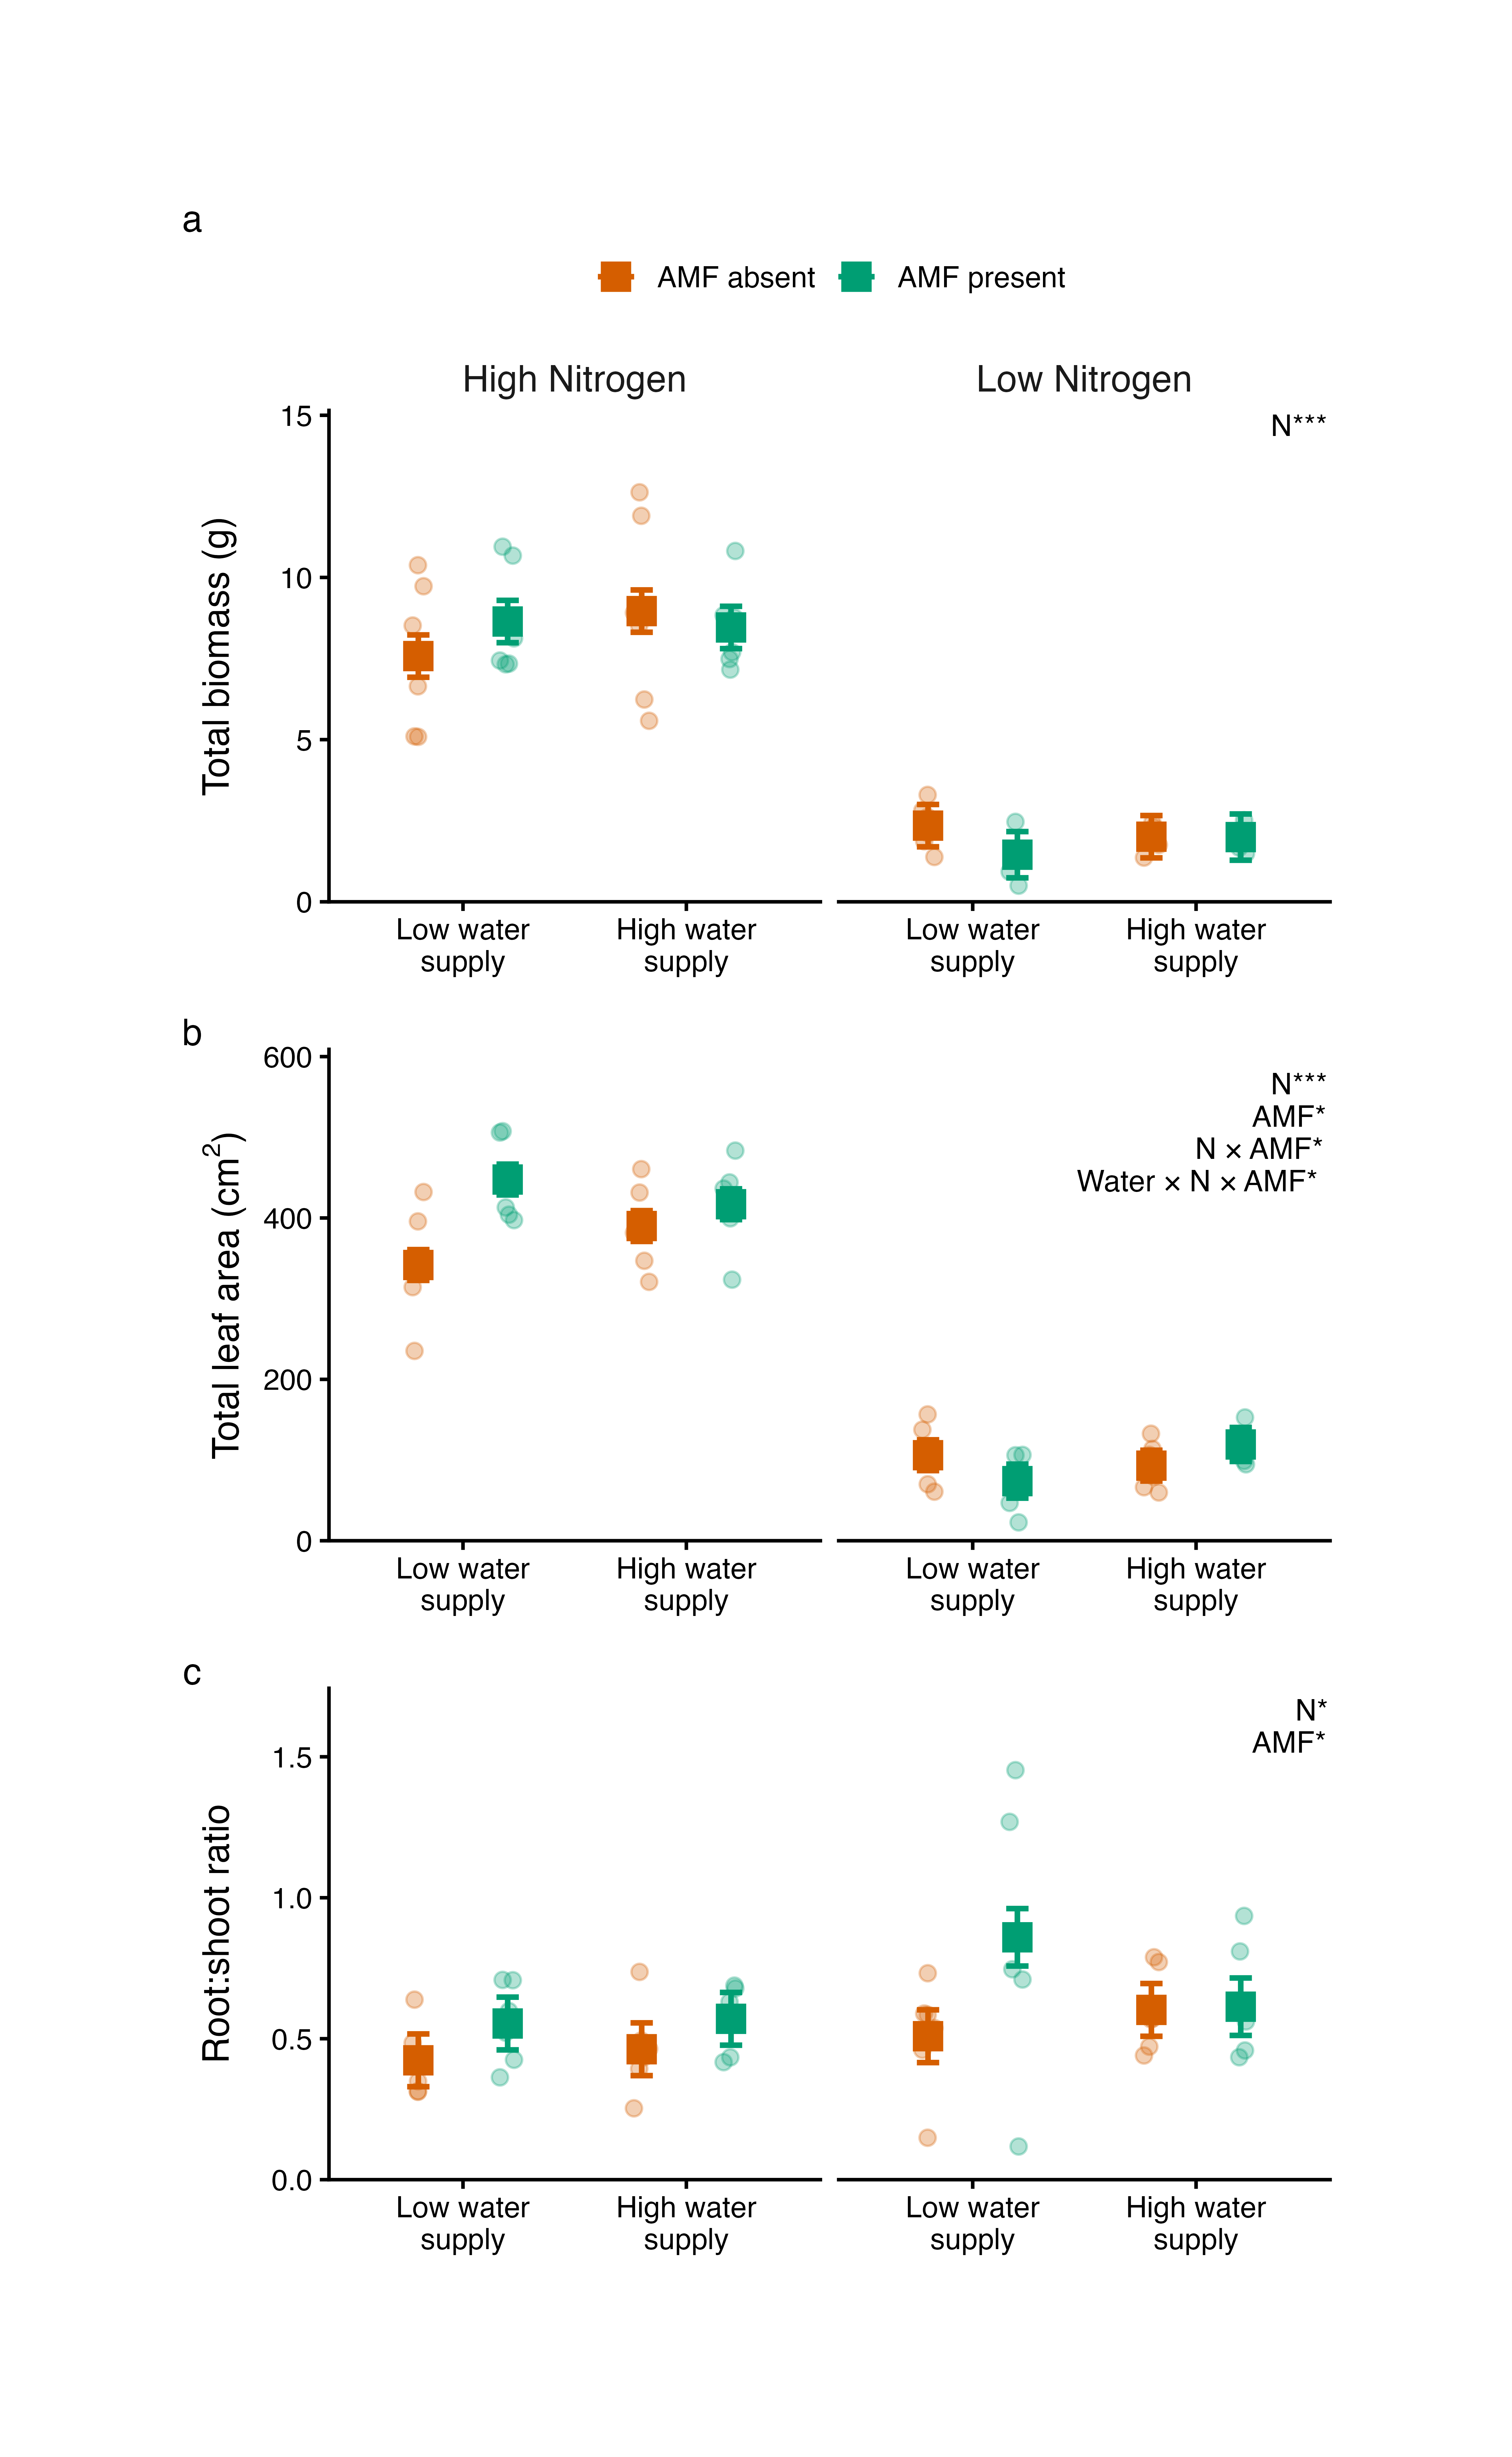 a
AMF absent AMF present
High Nitrogen Low Nitrogen
N***
Total biomass (g)
15
10
5
0
Low water supply High water supply Low water supply High water supply
b
N***
AMF*
N × AMF*
Water × N × AMF*
Total leaf area (cm²)
600
400
200
0
Low water supply High water supply Low water supply High water supply
c
N*
AMF*
Root:shoot ratio
1.5
1.0
0.5
0.0
Low water supply High water supply Low water supply High water supply